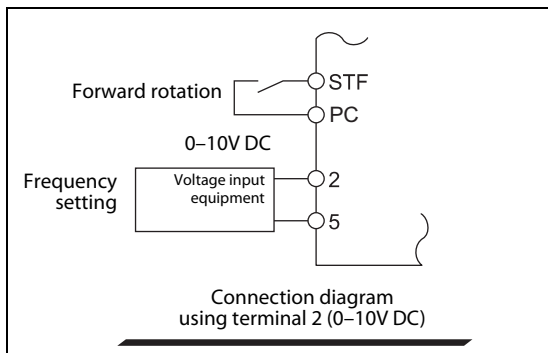 STF
Forward rotation
PC
0–10V DC
Frequency
setting
Voltage input
equipment
2
5
Connection diagram
using terminal 2 (0–10V DC)